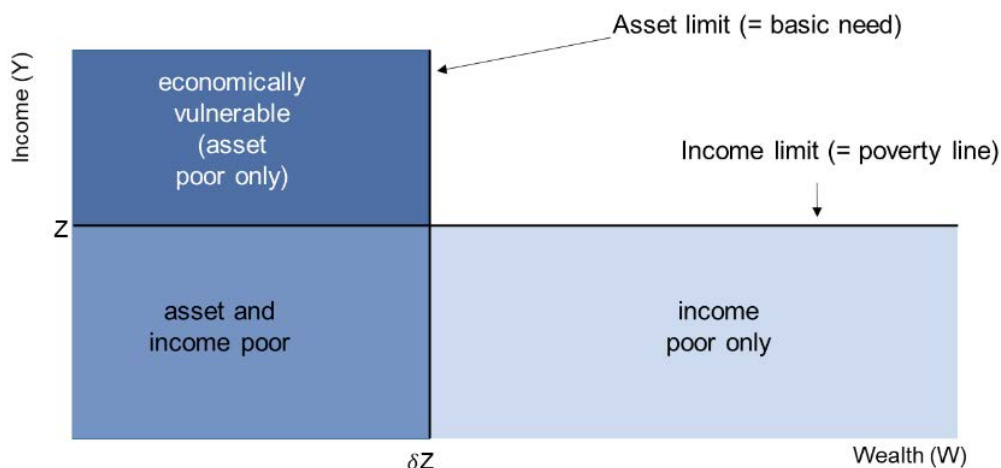 Asset limit (= basic need)
Income (Y)
economically
vulnerable
(asset
poor only)
Income limit (= poverty line)
z
asset and
income poor
income
poor only
δz
Wealth (W)